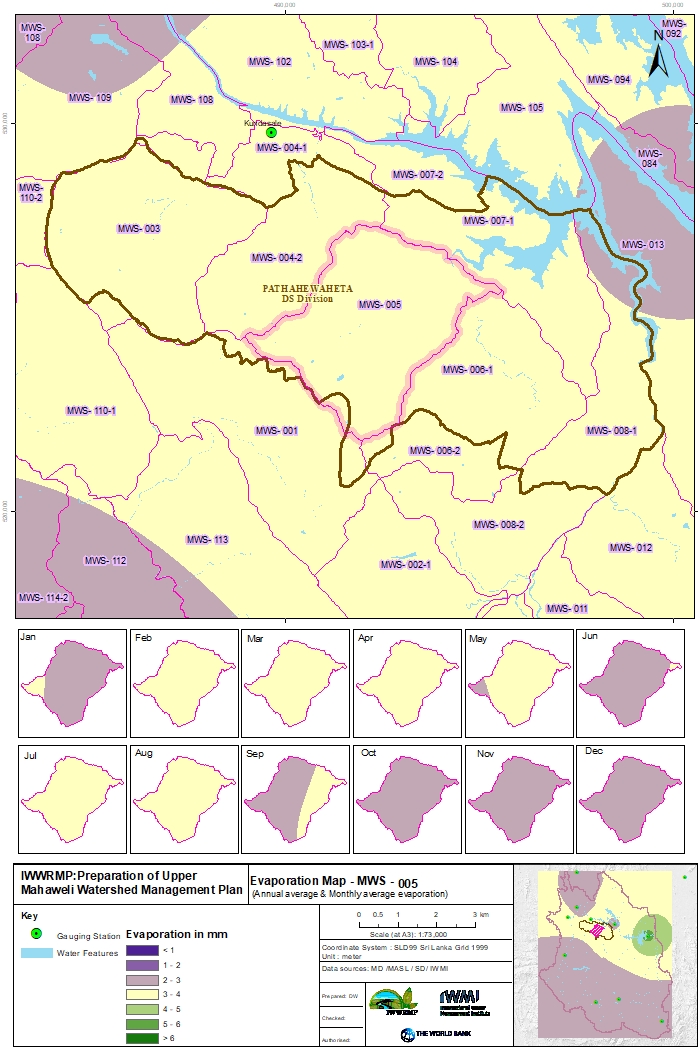 480,000
500,000
530,000
520,000
MWS-
108
MWS- 109
MWS- 108
MWS- 102
MWS- 103-1
MWS- 104
MWS-
092
N
MWS- 094
MWS- 105
Kundasale
MWS- 004-1
MWS-
084
MWS-
110-2
MWS- 007-2
MWS- 003
MWS- 007-1
MWS- 013
MWS- 004-2
PATHAHEWAHETA
DS Division
MWS- 005
MWS- 006-1
MWS- 110-1
MWS- 001
MWS- 006-2
MWS- 008-1
MWS- 008-2
MWS- 113
MWS- 112
MWS- 002-1
MWS- 012
MWS- 114-2
MWS- 011
Jan
Feb
Mar
Apr
May
Jun
Jul
Aug
Sep
Oct
Nov
Dec
IWWRMP:Preparation of Upper
Mahaweli Watershed Management Plan
Evaporation Map - MWS - 005
(Annual average & Monthly average evaporation)
Key
Gauging Station
Water Features
Evaporation in mm
< 1
1 - 2
2 - 3
3 - 4
4 - 5
5 - 6
> 6
0 0.5 1 2 3 km
Scale (at A3): 1:73,000
Coordinate System : SLD99 Sri Lanka Grid 1999
Unit : meter
Data sources: MD /MASL / SD / IWMI
Prepared: DW
Checked:
Authorised:
IWWRMP
IWMI
International Water
Management Institute
THE WORLD BANK